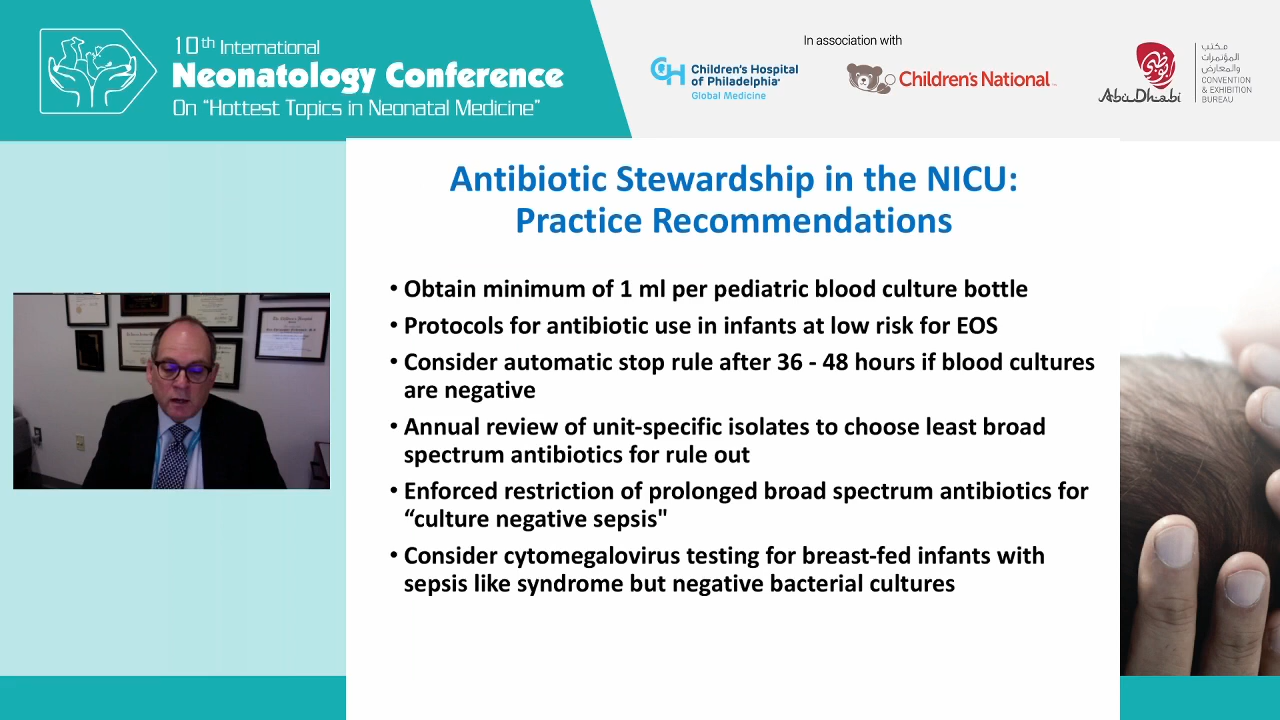 10th International
Neonatology Conference
On "Hottest Topics in Neonatal Medicine"
In association with
CH
Children's Hospital
of Philadelphia
Global Medicine
Children's National
أبوظبي
Abu Dhabi
مكتب
المؤتمرات
والمعارض
CONVENTION
& EXHIBITION
BUREAU
Antibiotic Stewardship in the NICU:
Practice Recommendations
• Obtain minimum of 1 ml per pediatric blood culture bottle
• Protocols for antibiotic use in infants at low risk for EOS
• Consider automatic stop rule after 36 - 48 hours if blood cultures
are negative
• Annual review of unit-specific isolates to choose least broad
spectrum antibiotics for rule out
• Enforced restriction of prolonged broad spectrum antibiotics for
“culture negative sepsis"
• Consider cytomegalovirus testing for breast-fed infants with
sepsis like syndrome but negative bacterial cultures